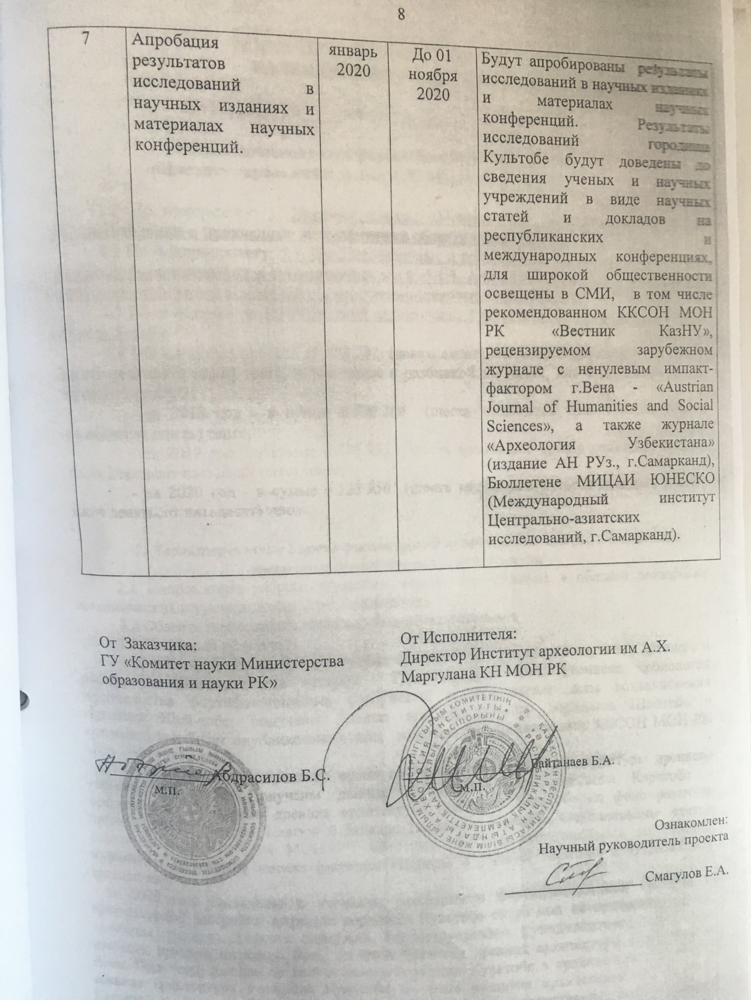 8
7
Апробация
результатов
исследований в
научных изданиях и
материалах научных
конференций.
январь
2020
До 01
ноября
2020
Будут апробированы результаты
исследований в научных изданиях
и материалах научных
конференций. Результаты
исследований городища
Культобе будут доведены до
сведения ученых и научных
учреждений в виде научных
статей и докладов на
республиканских и
международных конференциях,
для широкой общественности
освещены в СМИ, в том числе
рекомендованном ККСОН МОН
РК «Вестник КазНУ»,
рецензируемом зарубежном
журнале с ненулевым импакт-
фактором г.Вена - «Austrian
Journal of Humanities and Social
Sciences», а также журнале
«Археология Узбекистана»
(издание АН РУз., г.Самарканд),
Бюллетене МИЦАИ ЮНЕСКО
(Международный институт
Центрально-азиатских
исследований, г.Самарканд).
От Заказчика:
ГУ «Комитет науки Министерства
образования и науки РК»
Абдрасилов Б.С.
м.п.
От Исполнителя:
Директор Институт археологии им А.Х.
Маргулана КН МОН РК
Байтанаев Б.А.
м.п.
Ознакомлен:
Научный руководитель проекта
Смагулов Е.А.